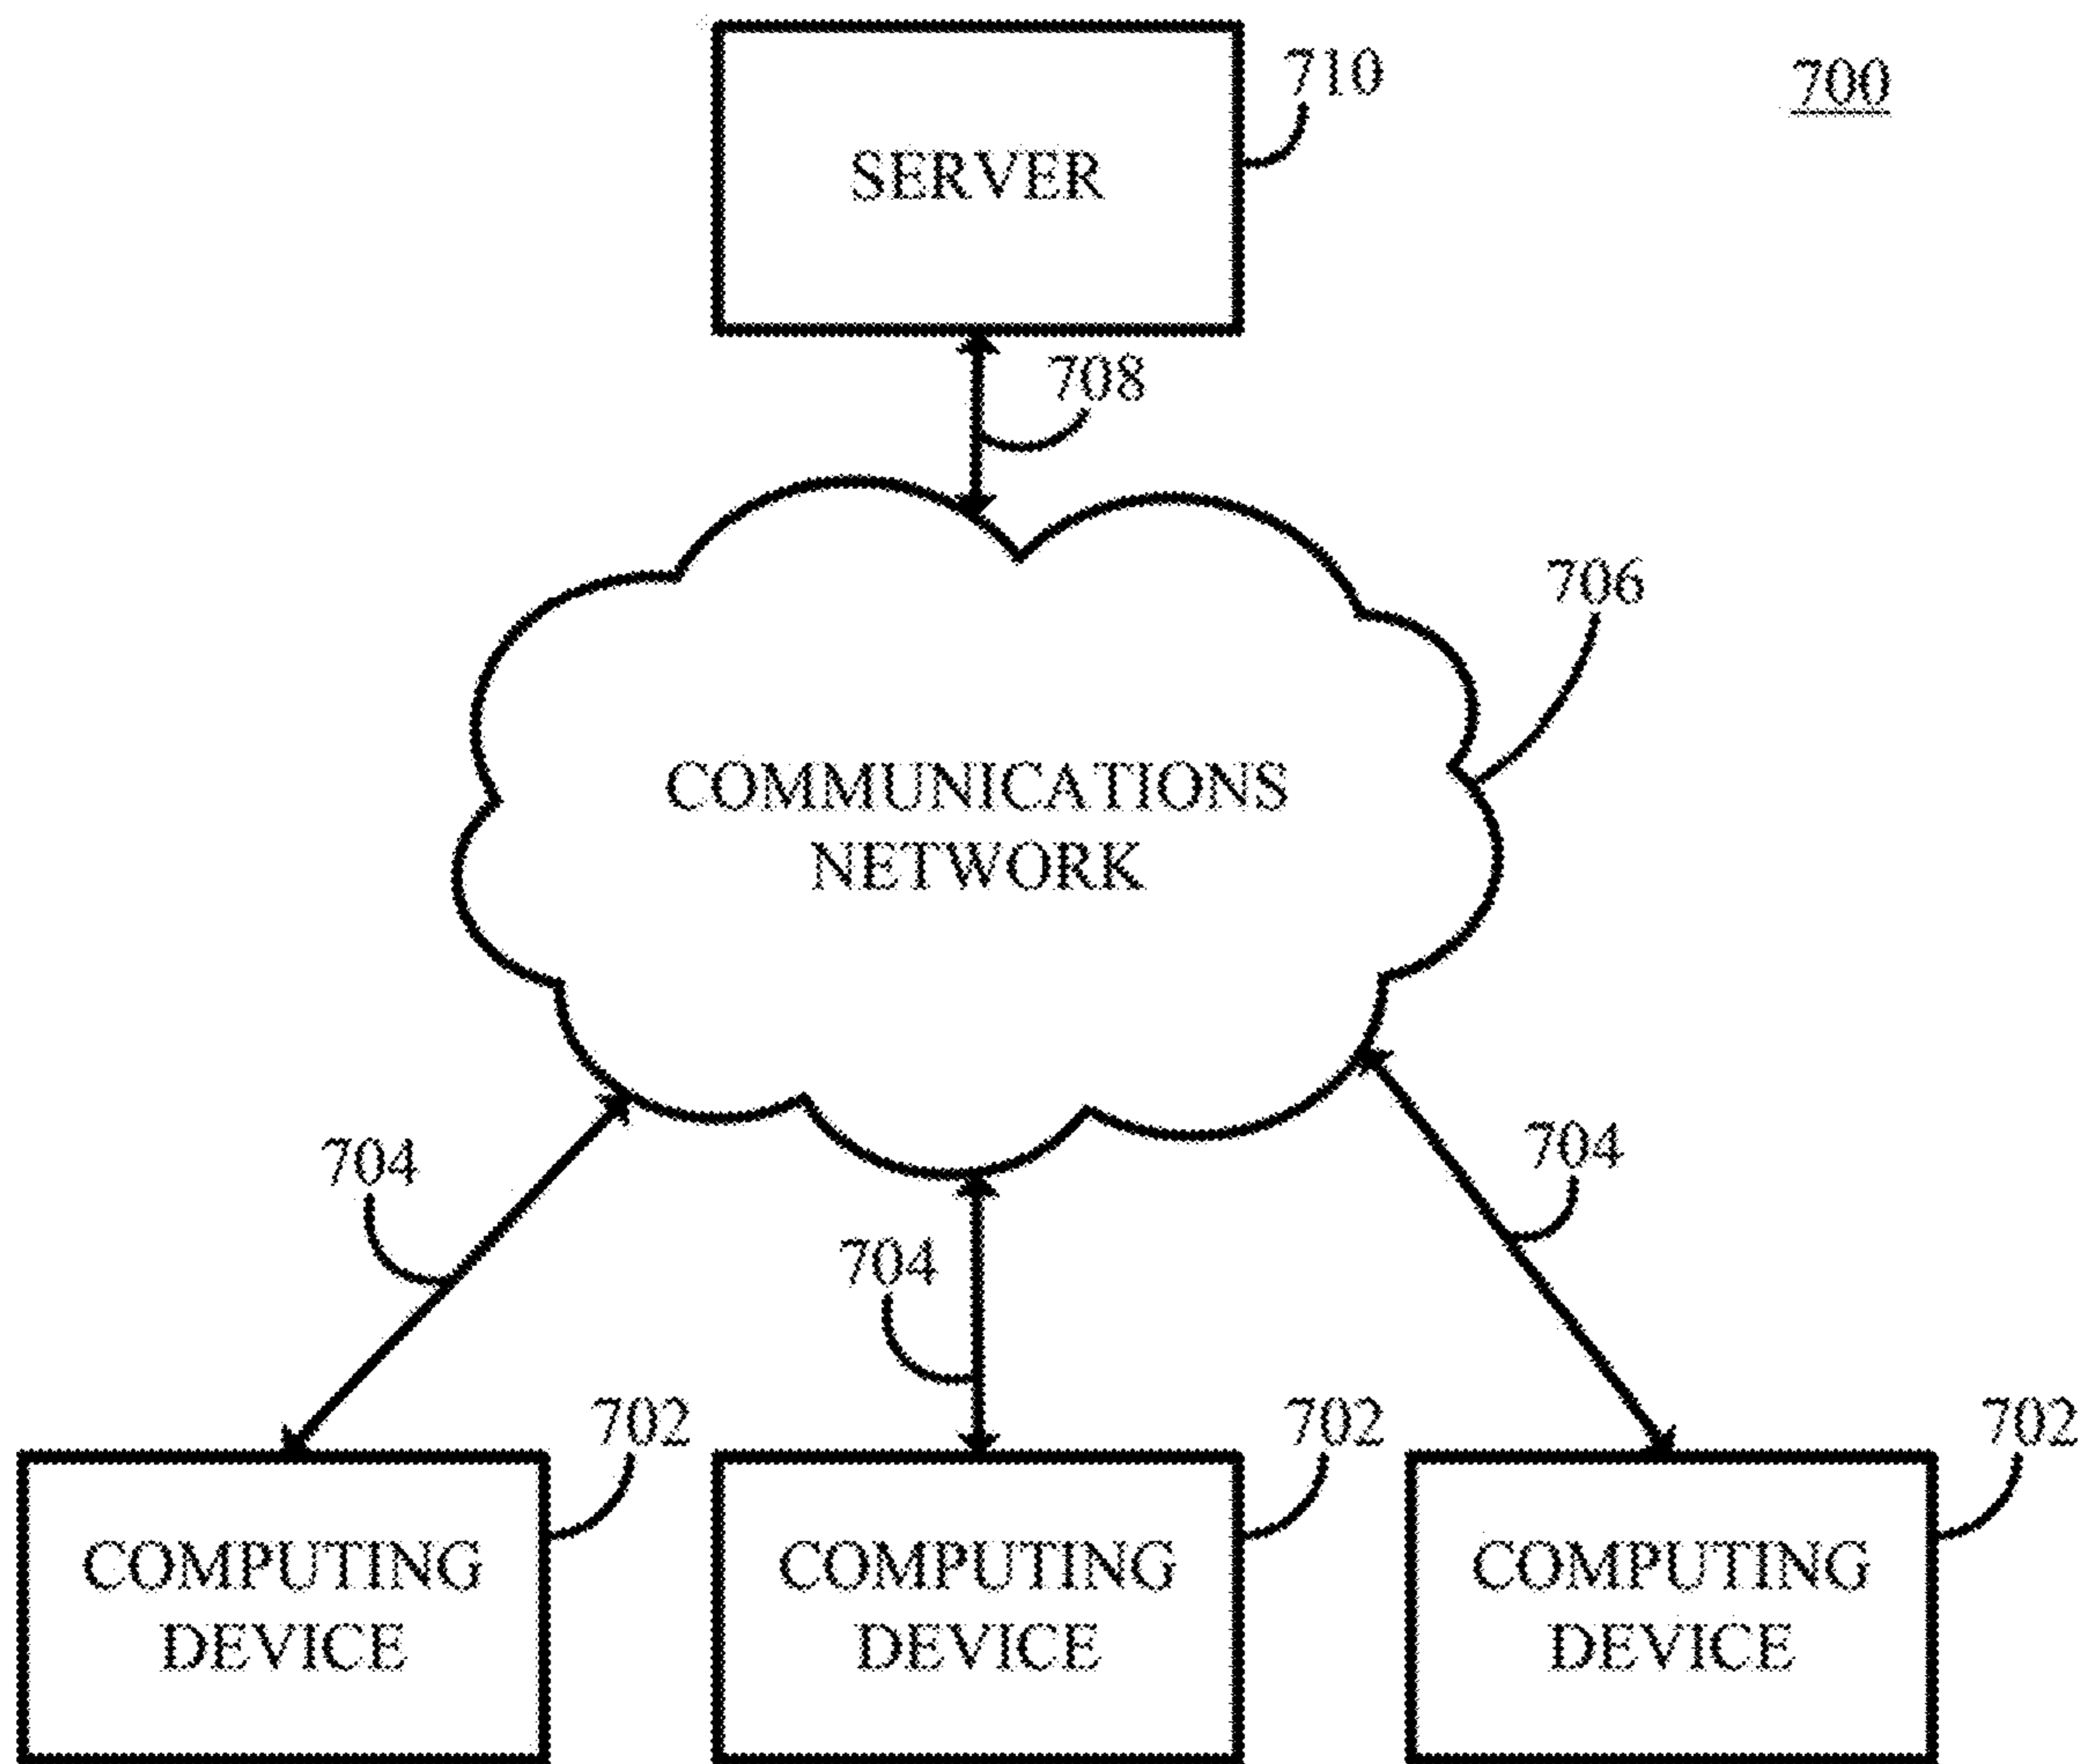 710
700
SERVER
708
706
COMMUNICATIONS
NETWORK
704
704
704
702
702
702
COMPUTING
DEVICE
COMPUTING
DEVICE
COMPUTING
DEVICE